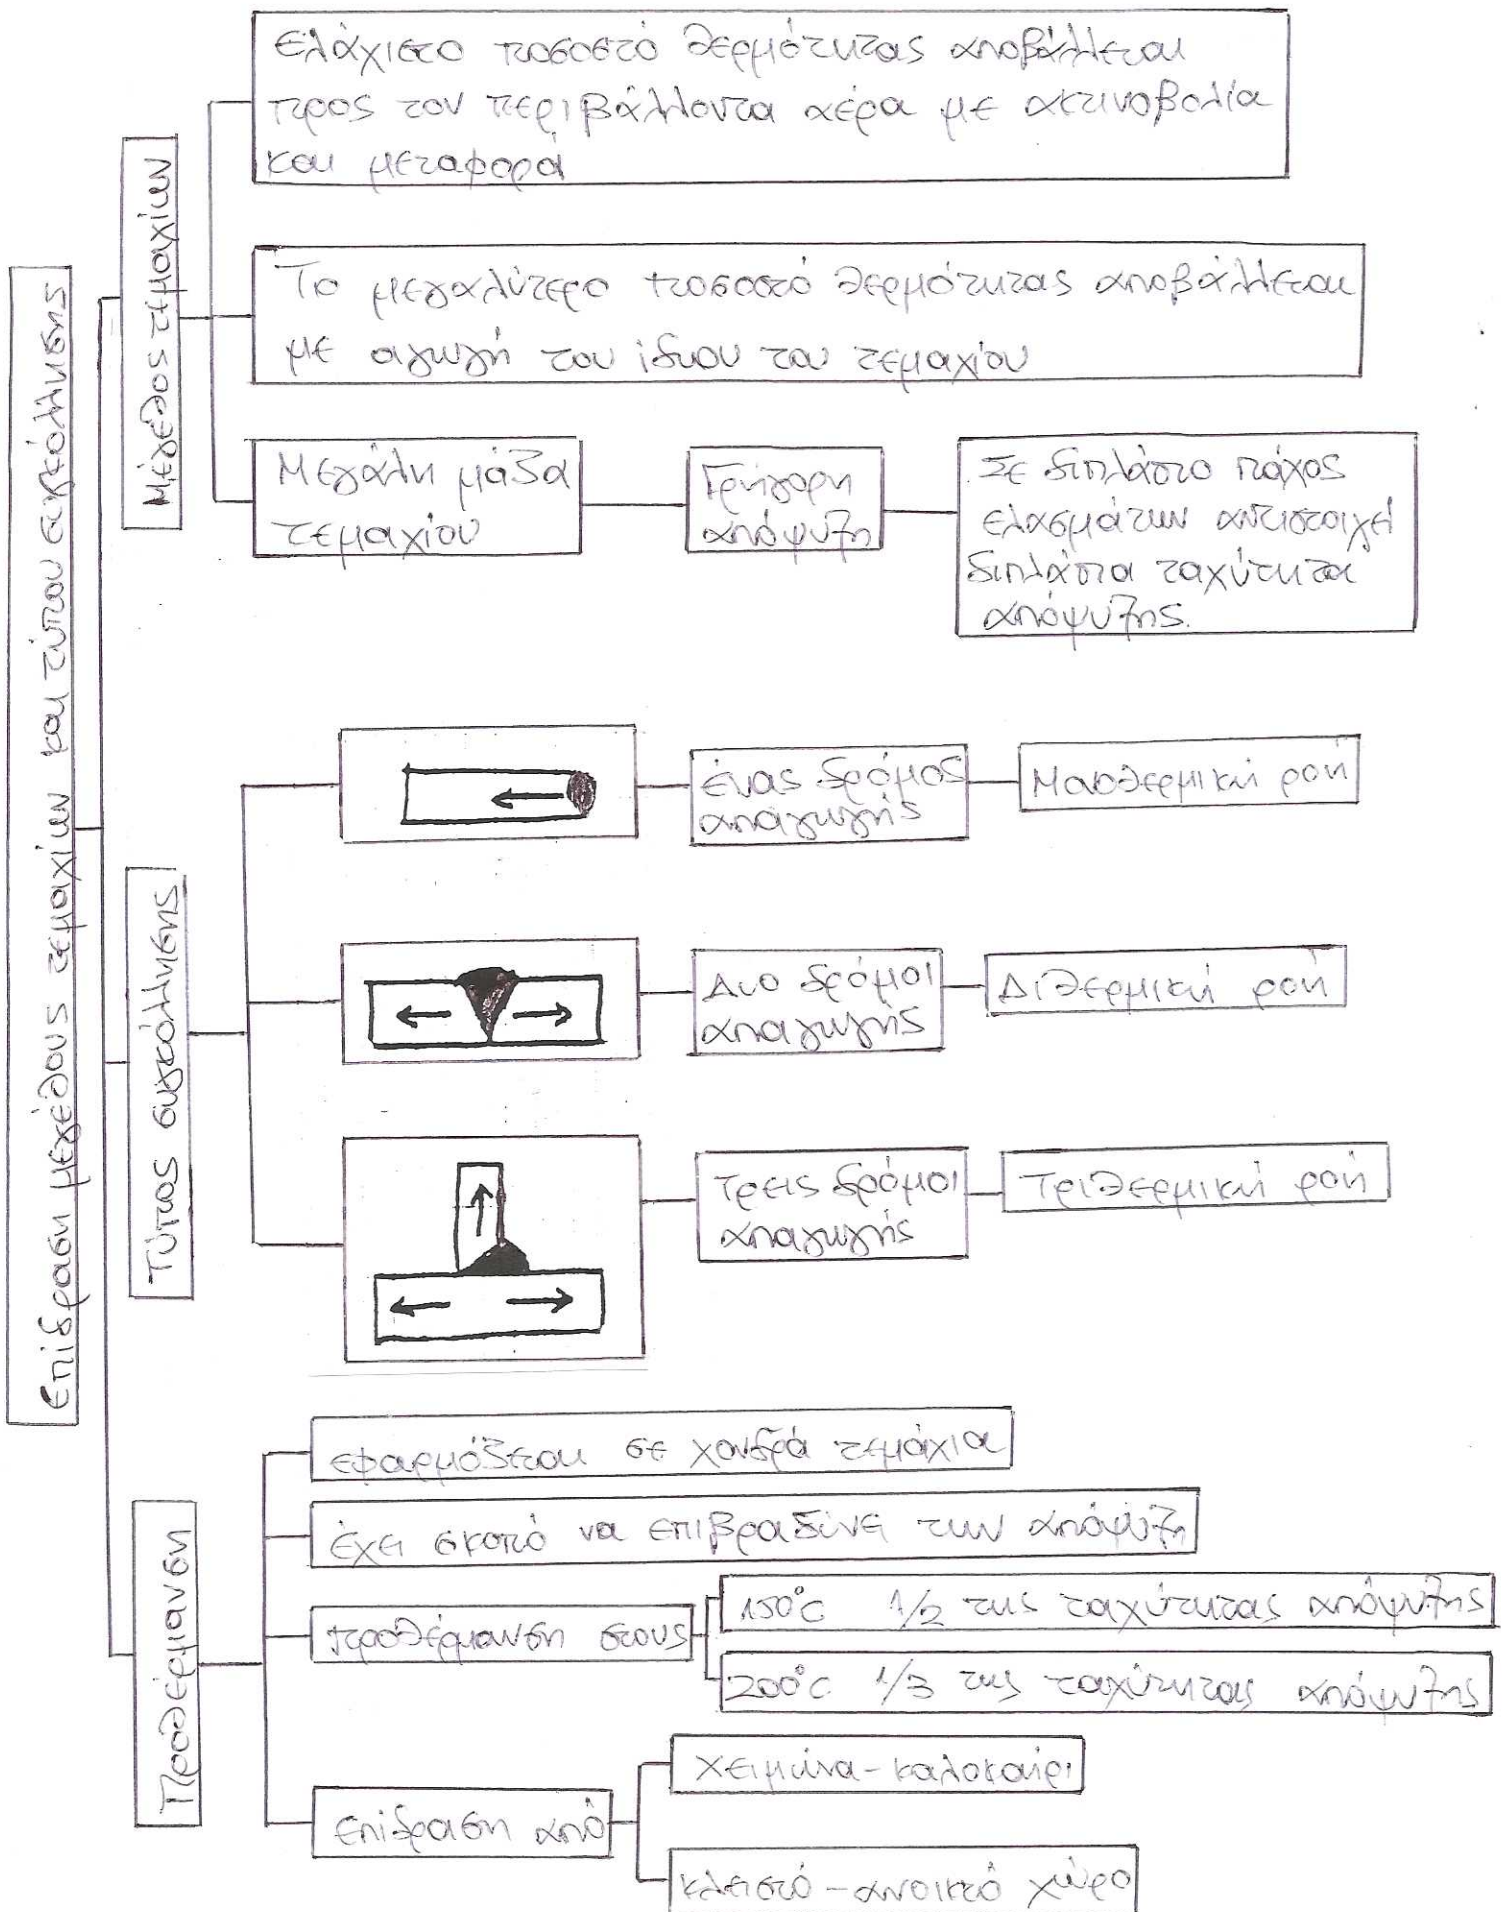 Επίδραση μεγέθους τεμαχίων και τύπου συγκόλλησης
Μέγεθος τεμαχίων
Ελάχιστο ποσοστό θερμότητας αποβάλλεται
προς τον περιβάλλοντα αέρα με ακτινοβολία
και μεταφορά
Το μεγαλύτερο ποσοστό θερμότητας αποβάλλεται
με αγωγή του ίδιου του τεμαχίου
Μεγάλη μάζα
τεμαχίου
Γρήγορη
απόψυξη
Σε διπλάσιο πάχος
ελασμάτων αντιστοιχεί
διπλάσια ταχύτητα
απόψυξης.
Τύπος συγκόλλησης
ένας δρόμος
απαγωγής
Μονοθερμική ροή
Δυο δρόμοι
απαγωγής
Διθερμική ροή
Τρεις δρόμοι
απαγωγής
Τριθερμική ροή
Προθέρμανση
εφαρμόζεται σε χονδρά τεμάχια
έχει σκοπό να επιβραδύνει την απόψυξη
προθέρμανση στους
150°C 1/2 της ταχύτητας απόψυξης
200°C 1/3 της ταχύτητας απόψυξης
επίδραση από
χειμώνα-καλοκαίρι
κλειστό-ανοικτό χώρο